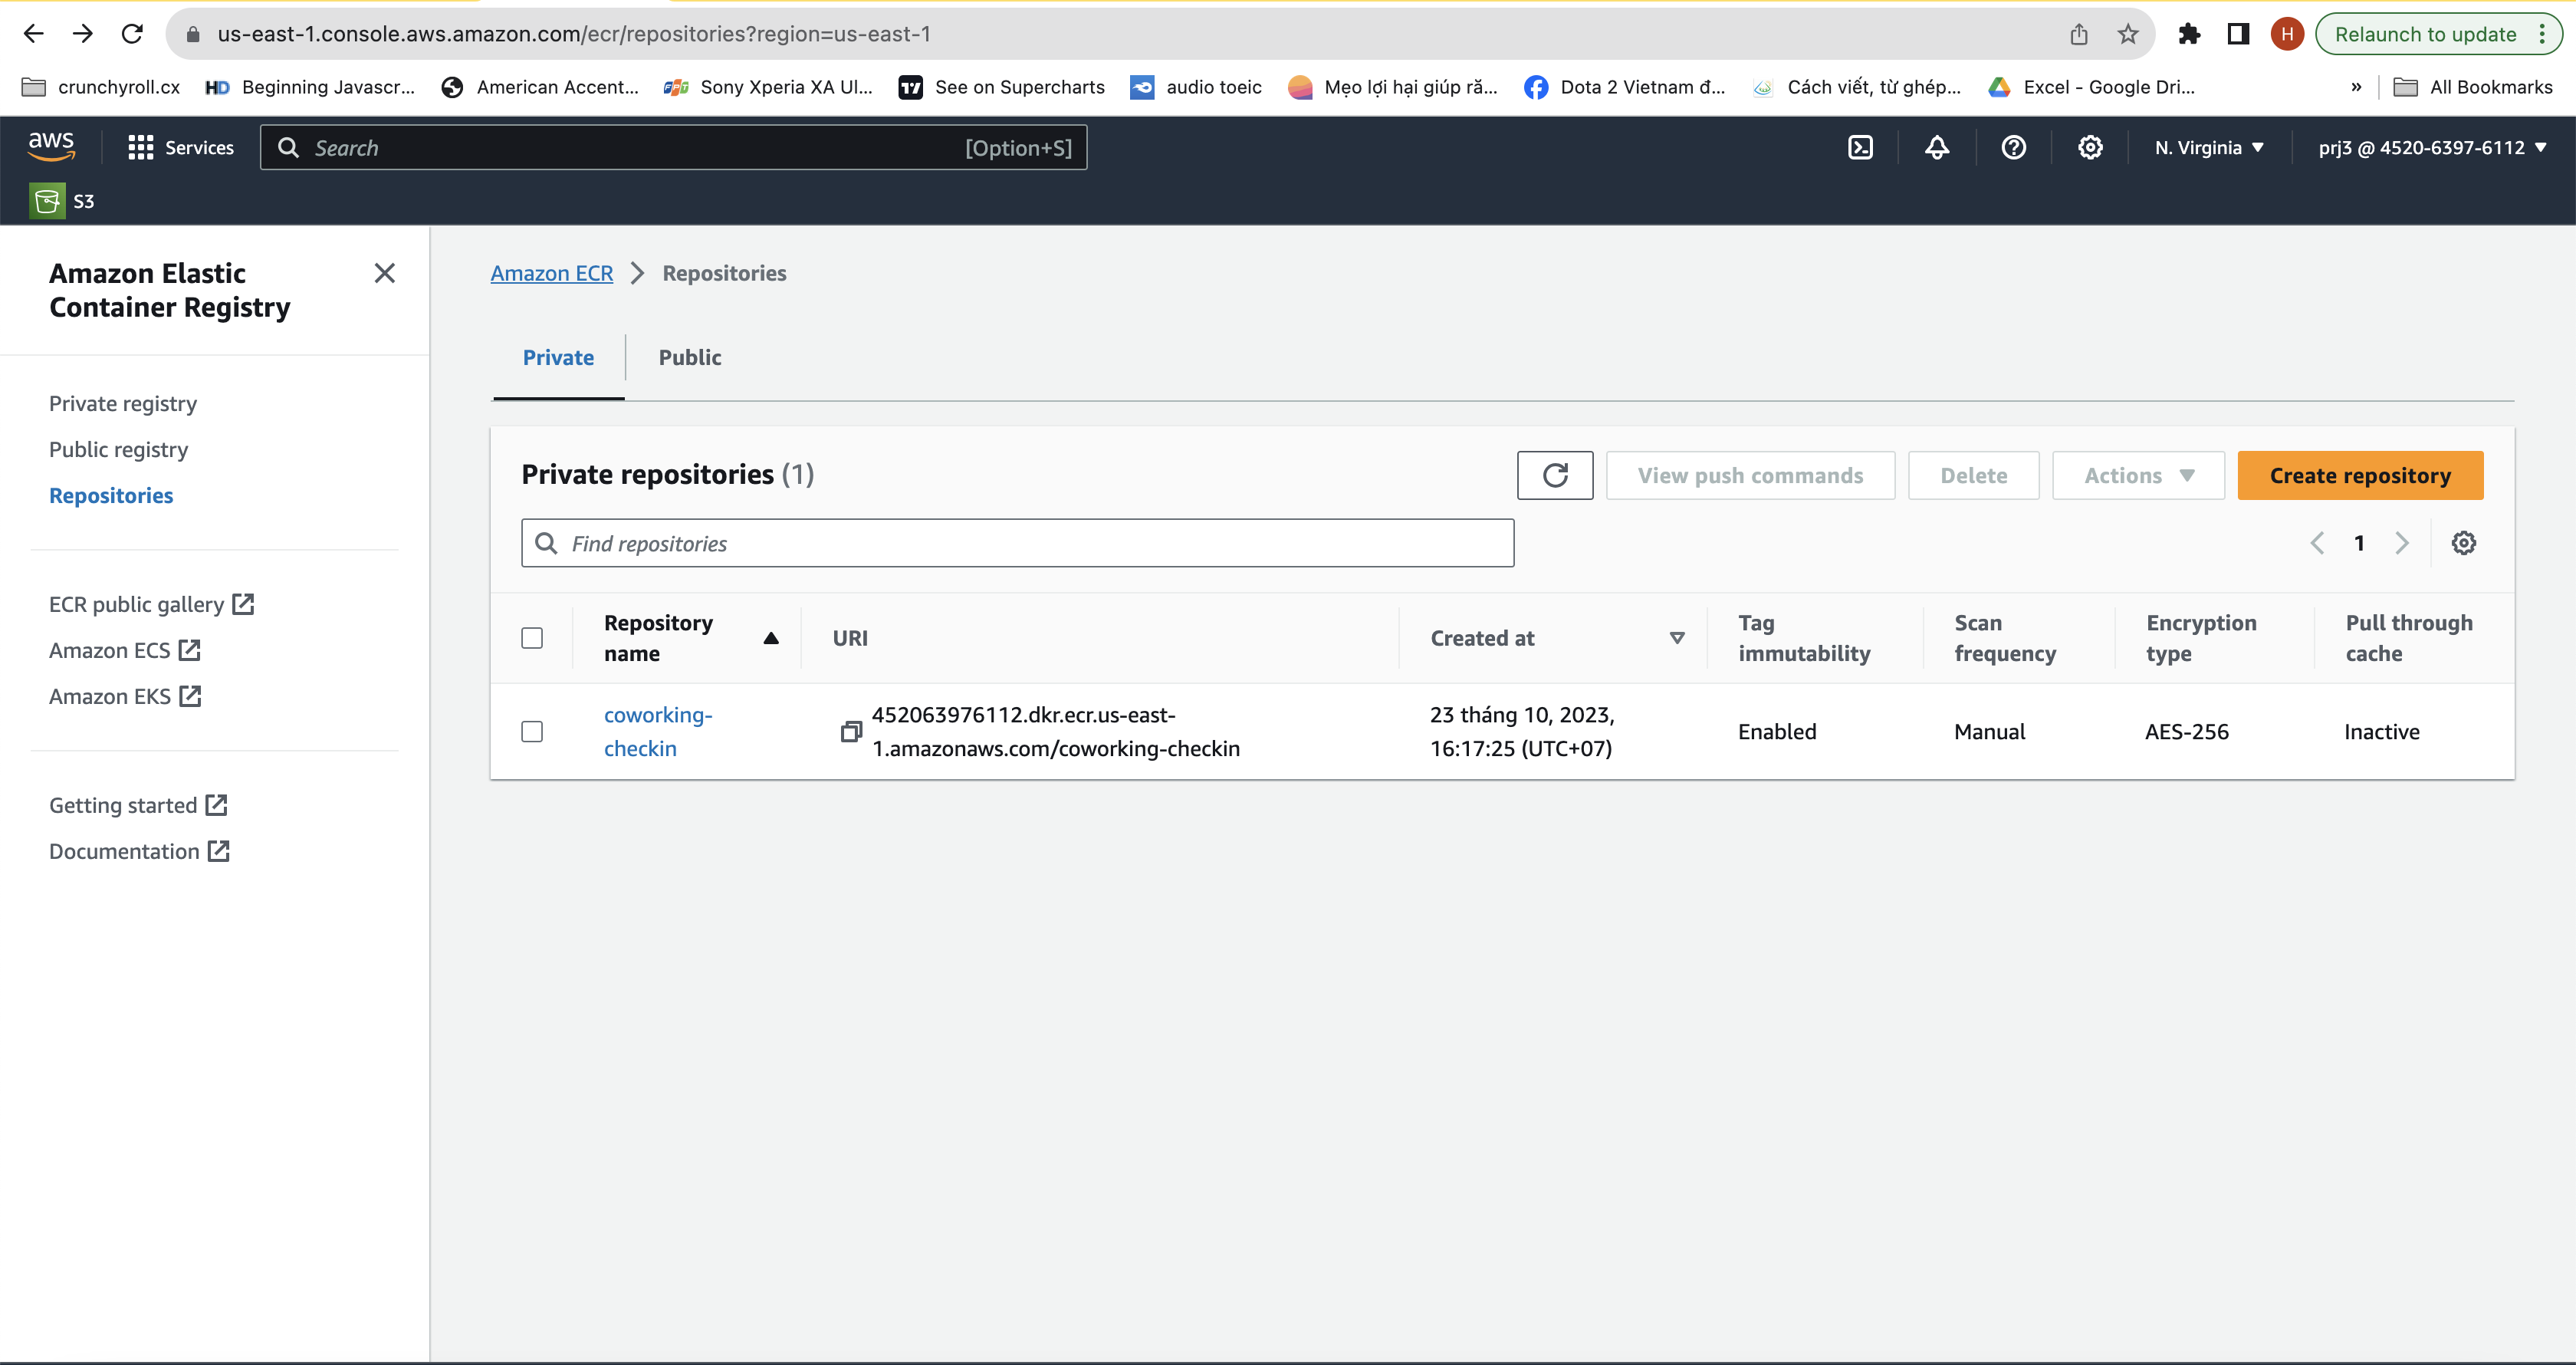 us-east-1.console.aws.amazon.com/ecr/repositories?region=us-east-1
H
Relaunch to update
crunchyroll.cx
HD
Beginning Javascr...
American Accent...
FPT
Sony Xperia XA Ul...
See on Supercharts
audio toeic
Mẹo lợi hại giúp ră...
Dota 2 Vietnam đ...
Cách viết, từ ghép...
Excel - Google Dri...
»
All Bookmarks
aws
Services
Search
[Option+S]
N. Virginia
prj3 @ 4520-6397-6112
S3
Amazon Elastic
Container Registry
Private registry
Public registry
Repositories
ECR public gallery
Amazon ECS
Amazon EKS
Getting started
Documentation
Amazon ECR
Repositories
Private
Public
Private repositories (1)
View push commands
Delete
Actions
Create repository
Find repositories
1
Repository
name
URI
Created at
Tag
immutability
Scan
frequency
Encryption
type
Pull through
cache
coworking-
checkin
452063976112.dkr.ecr.us-east-
1.amazonaws.com/coworking-checkin
23 tháng 10, 2023,
16:17:25 (UTC+07)
Enabled
Manual
AES-256
Inactive